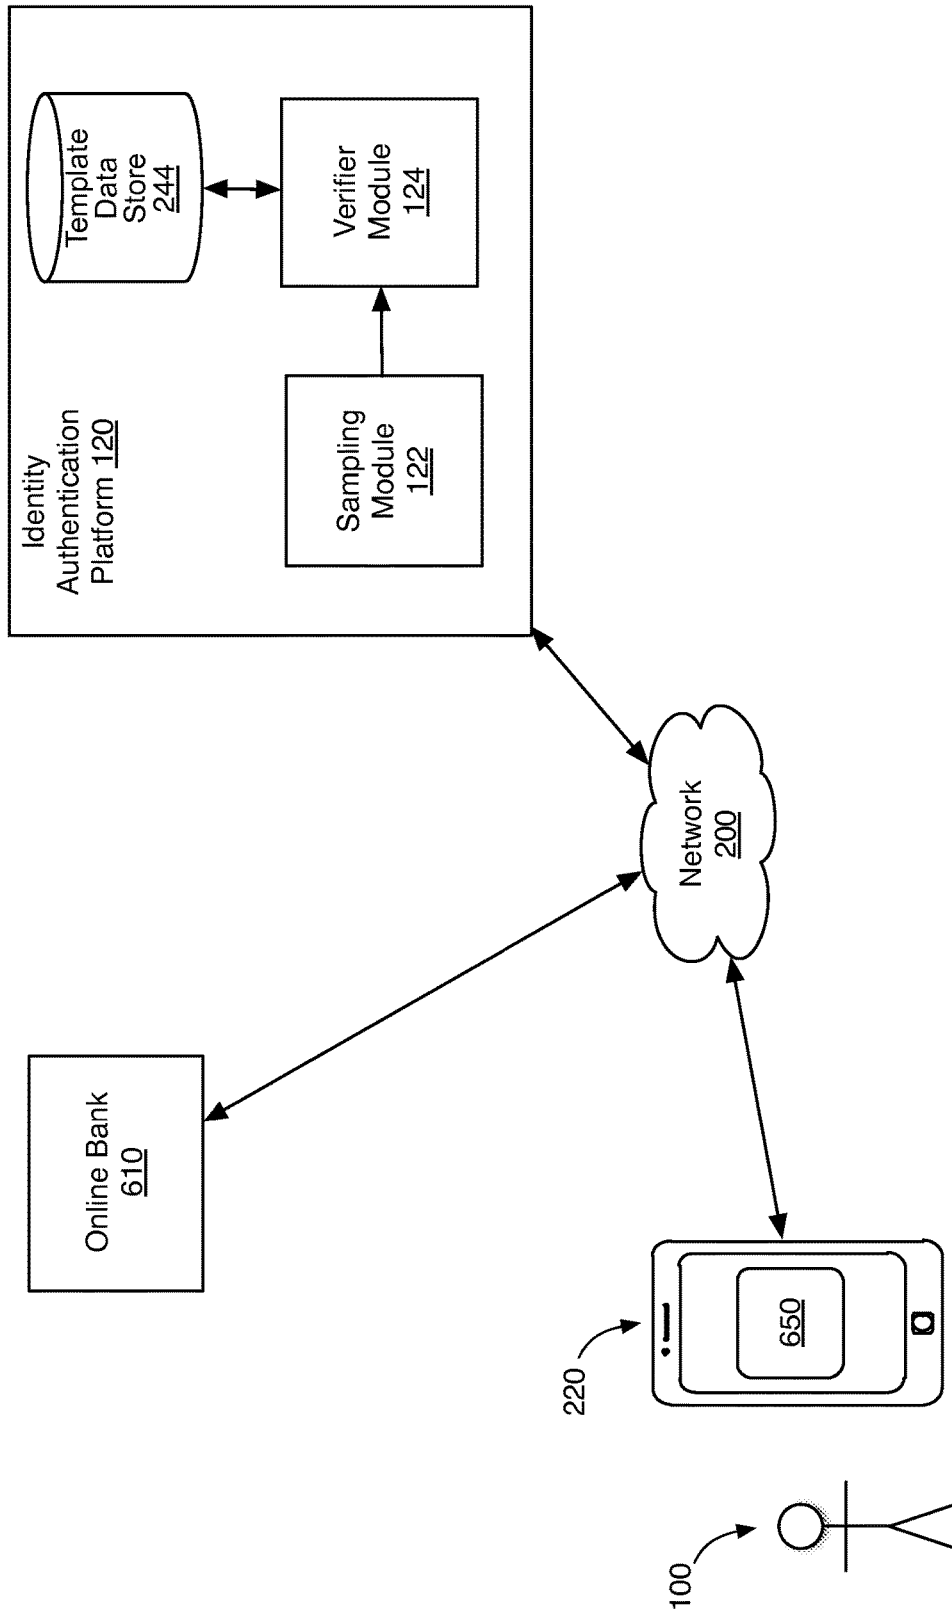 Identity
Authentication
Platform 120
Template
Data
Store
244
Sampling
Module
122
Verifier
Module
124
Online Bank
610
Network
200
220
650
100